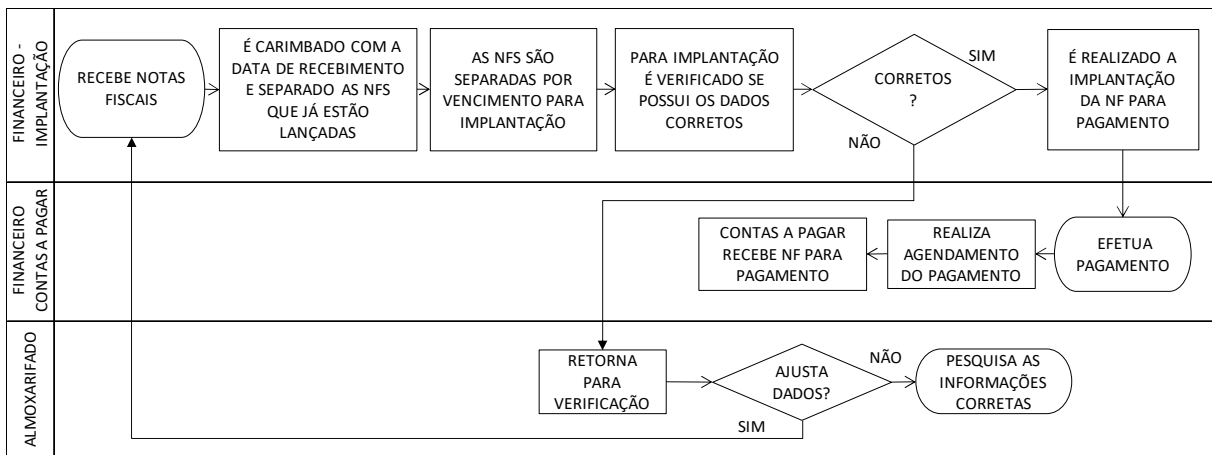 FINANCEIRO -
IMPLANTAÇÃO
RECEBE NOTAS
FISCAIS
É CARIMBADO COM A
DATA DE RECEBIMENTO
E SEPARADO AS NFS
QUE JÁ ESTÃO
LANÇADAS
AS NFS SÃO
SEPARADAS POR
VENCIMENTO PARA
IMPLANTAÇÃO
PARA IMPLANTAÇÃO
É VERIFICADO SE
POSSUI OS DADOS
CORRETOS
CORRETOS
?
SIM
NÃO
É REALIZADO A
IMPLANTAÇÃO
DA NF PARA
PAGAMENTO
FINANCEIRO
CONTAS PAGAR
CONTAS A PAGAR
RECEBE NF PARA
PAGAMENTO
REALIZA
AGENDAMENTO
DO PAGAMENTO
EFETUA
PAGAMENTO
ALMOXARIFADO
RETORNA
PARA
VERIFICAÇÃO
AJUSTA
DADOS?
NÃO
SIM
PESQUISA AS
INFORMAÇÕES
CORRETAS